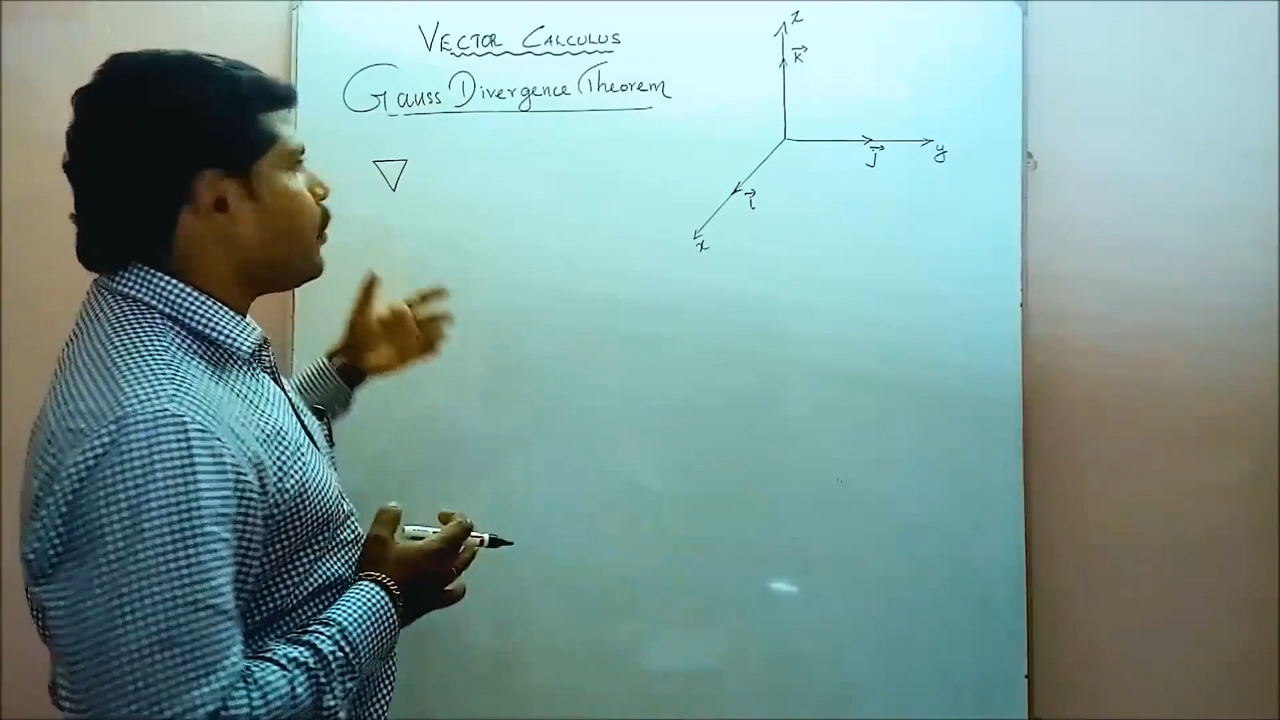 VECTOR CALCULUS
Gauss Divergence Theorem
∇
z
k⃗
j⃗
y
i⃗
x